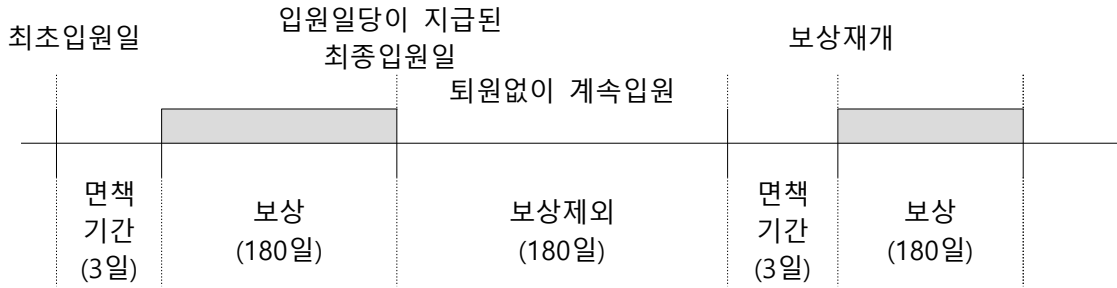 최초입원일
입원일당이 지급된
최종입원일
보상재개
퇴원없이 계속입원
면책
기간
(3일)
보상
(180일)
보상제외
(180일)
면책
기간
(3일)
보상
(180일)